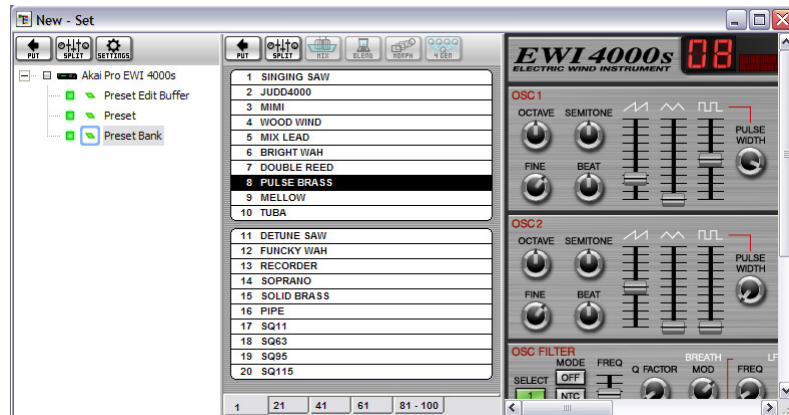 New - Set
PUT SPLIT SETTINGS
PUT SPLIT MIX BLEND MORPH 4 GEN
Akai Pro EWI 4000s
Preset Edit Buffer
Preset
Preset Bank
1 SINGING SAW
2 JUDD4000
3 MIMI
4 WOOD WIND
5 MIX LEAD
6 BRIGHT WAH
7 DOUBLE REED
8 PULSE BRASS
9 MELLOW
10 TUBA
11 DETUNE SAW
12 FUNCKY WAH
13 RECORDER
14 SOPRANO
15 SOLID BRASS
16 PIPE
17 SQ11
18 SQ63
19 SQ95
20 SQ115
1 21 41 61 81 - 100
EWI 4000s 08
ELECTRIC WIND INSTRUMENT
OSC 1
OCTAVE SEMITONE
PULSE
WIDTH
FINE BEAT
OSC 2
OCTAVE SEMITONE
PULSE
WIDTH
FINE BEAT
OSC FILTER
BREATH LF
MODE FREQ Q FACTOR MOD FREQ
SELECT OFF
1 NTC